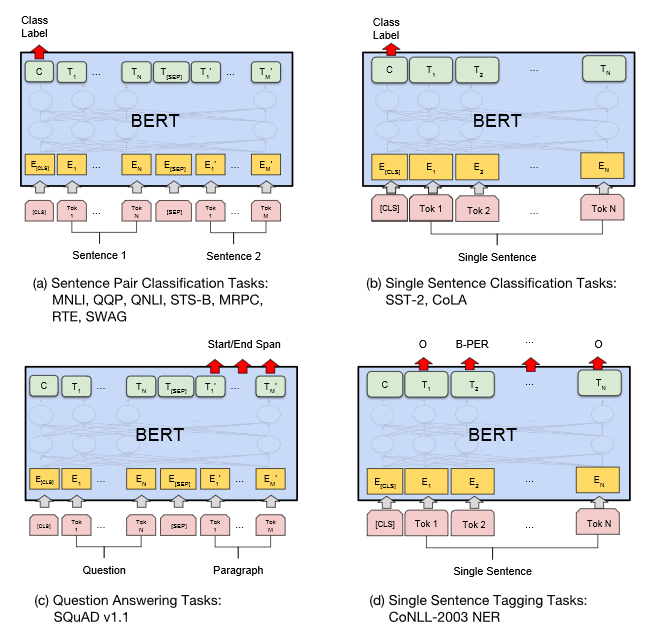 Class
Label
C T1 ... TN T[SEP] T1' ... TM'
BERT
E[CLS] E1 ... EN E[SEP] E1' ... EM'
[CLS] Tok 1 ... Tok N [SEP] Tok 1 ... Tok M
Sentence 1 Sentence 2
(a) Sentence Pair Classification Tasks:
MNLI, QQP, QNLI, STS-B, MRPC,
RTE, SWAG
Class
Label
C T1 T2 ... TN
BERT
E[CLS] E1 E2 ... EN
[CLS] Tok 1 Tok 2 ... Tok N
Single Sentence
(b) Single Sentence Classification Tasks:
SST-2, CoLA
Start/End Span
C T1 ... TN T[SEP] T1' ... TM'
BERT
E[CLS] E1 ... EN E[SEP] E1' ... EM'
[CLS] Tok 1 ... Tok N [SEP] Tok 1 ... Tok M
Question Paragraph
(c) Question Answering Tasks:
SQuAD v1.1
O B-PER ... O
C T1 T2 ... TN
BERT
E[CLS] E1 E2 ... EN
[CLS] Tok 1 Tok 2 ... Tok N
Single Sentence
(d) Single Sentence Tagging Tasks:
CoNLL-2003 NER